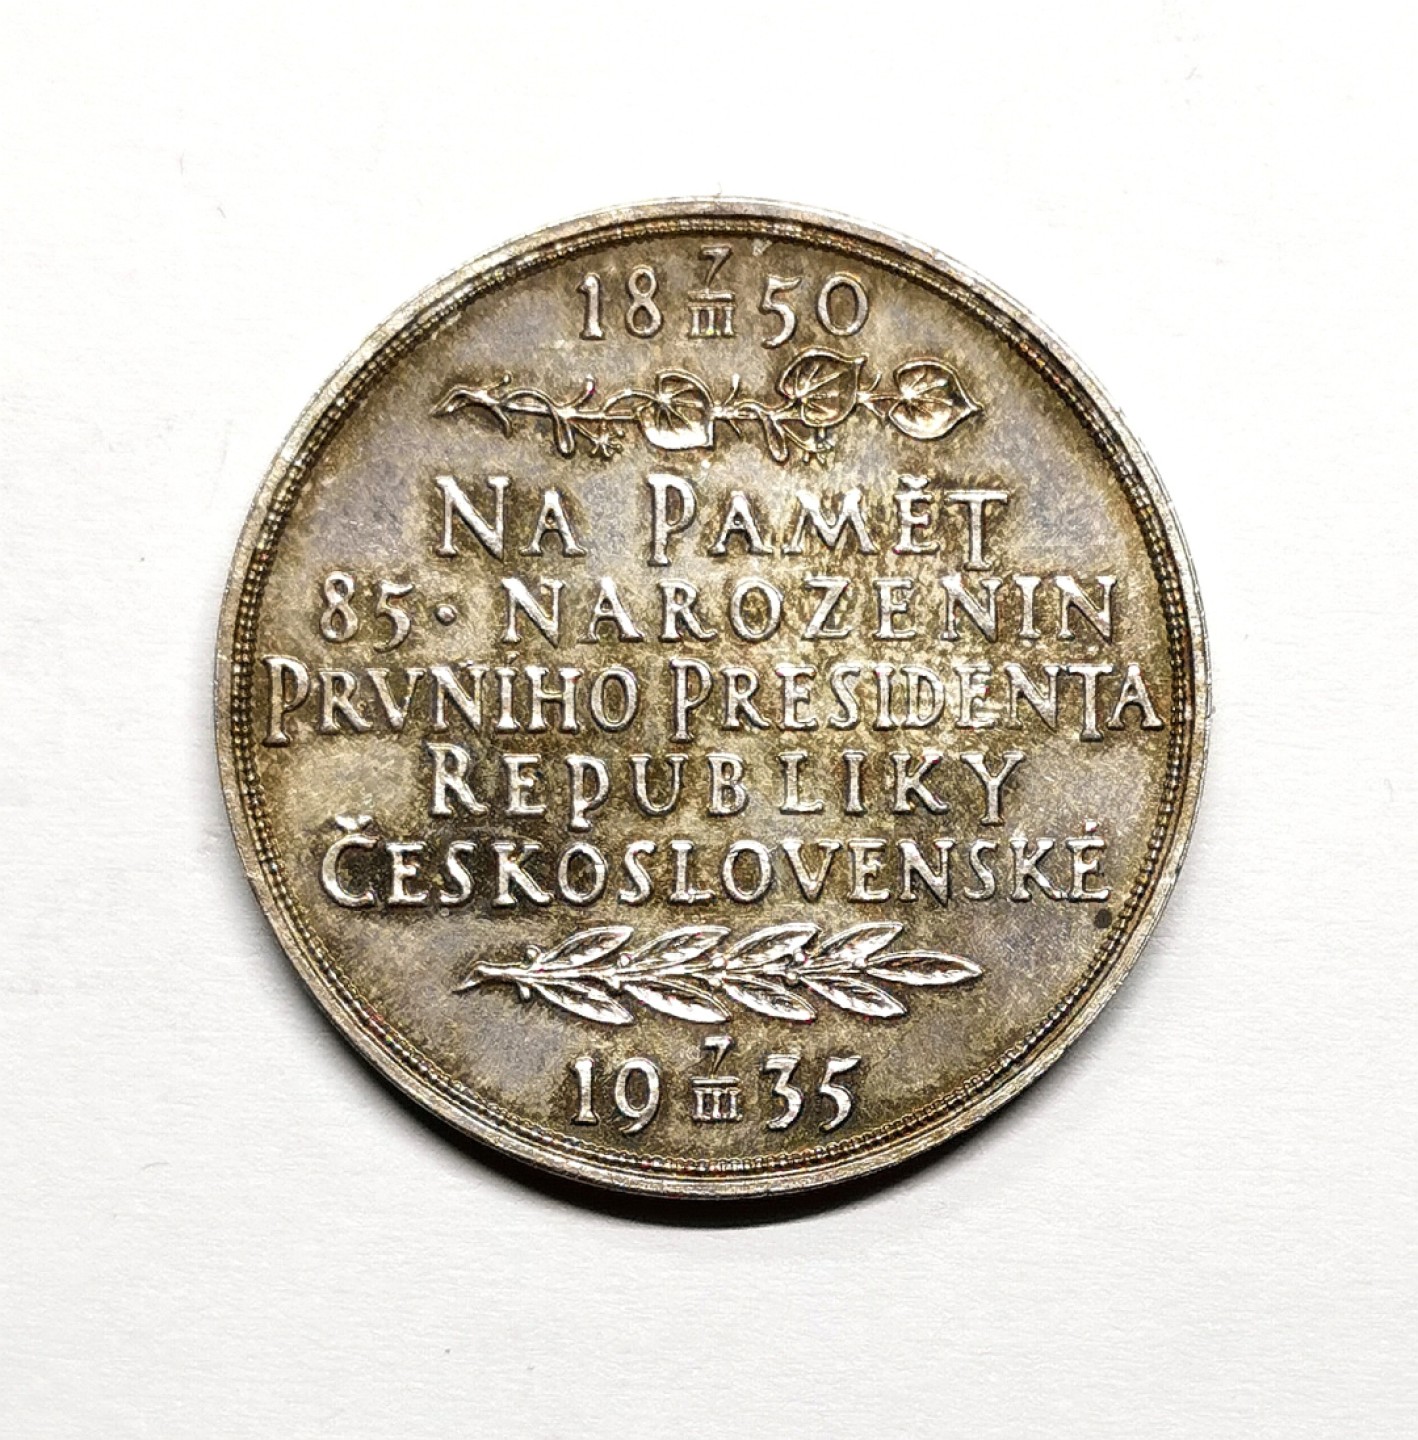 18 7/III 50
NA PAMĚT
85. NAROZENIN
PRVNÍHO PRESIDENTA
REPUBLIKY
ČESKOSLOVENSKÉ
19 7/III 35